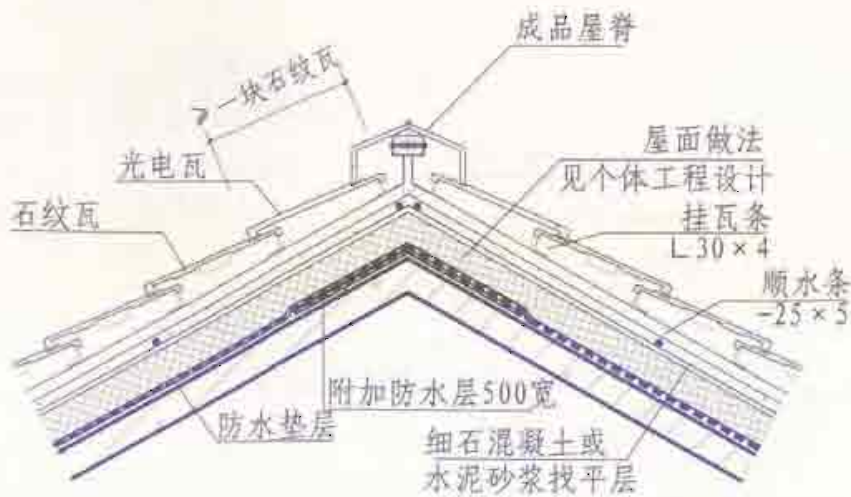 成品屋脊
≥一块石纹瓦
光电瓦
石纹瓦
屋面做法
见个体工程设计
挂瓦条
L30×4
顺水条
-25×5
附加防水层500宽
防水垫层
细石混凝土或
水泥砂浆找平层